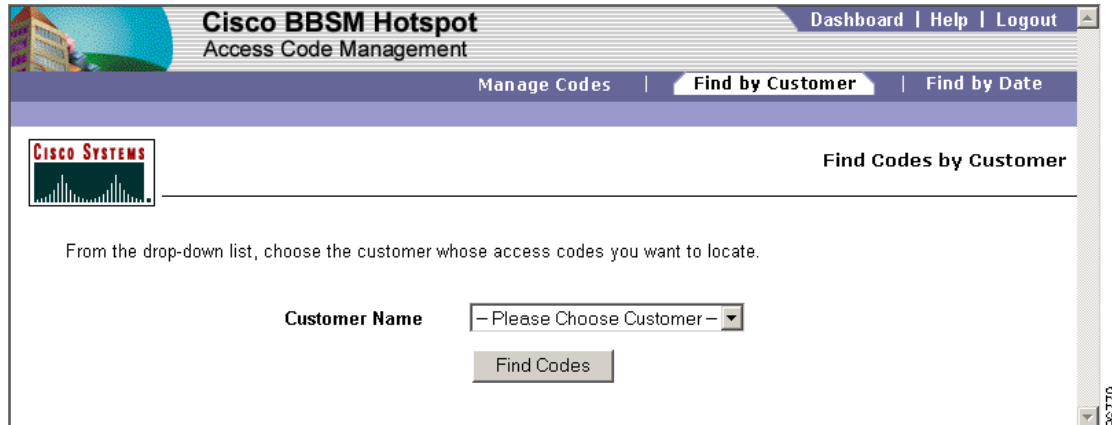 Cisco BBSM Hotspot
Dashboard | Help | Logout
Access Code Management
Manage Codes | Find by Customer | Find by Date
CISCO SYSTEMS
Find Codes by Customer
From the drop-down list, choose the customer whose access codes you want to locate.
Customer Name
– Please Choose Customer –
Find Codes